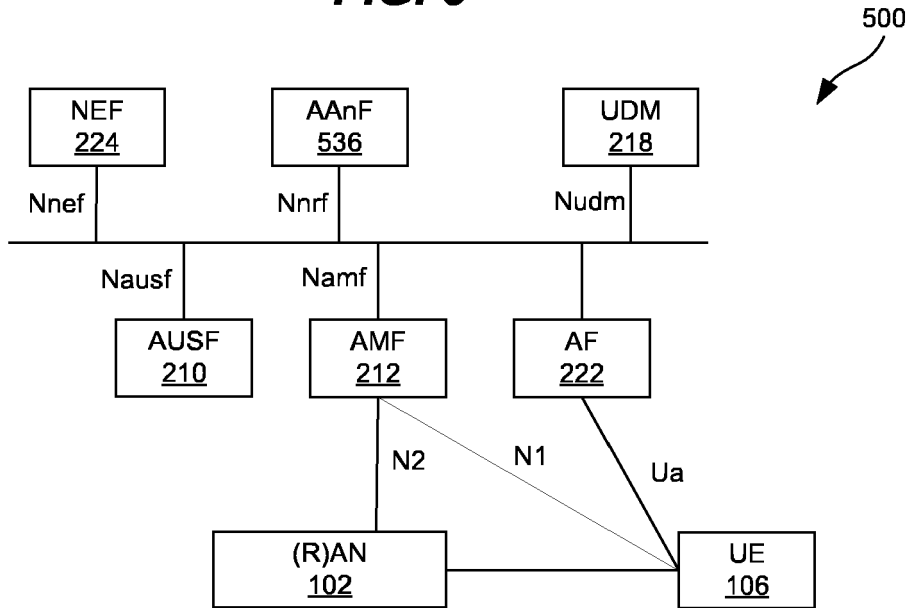 500
NEF
224
AAnF
536
UDM
218
Nnef
Nnrf
Nudm
Nausf
Namf
AUSF
210
AMF
212
AF
222
N2
N1
Ua
(R)AN
102
UE
106